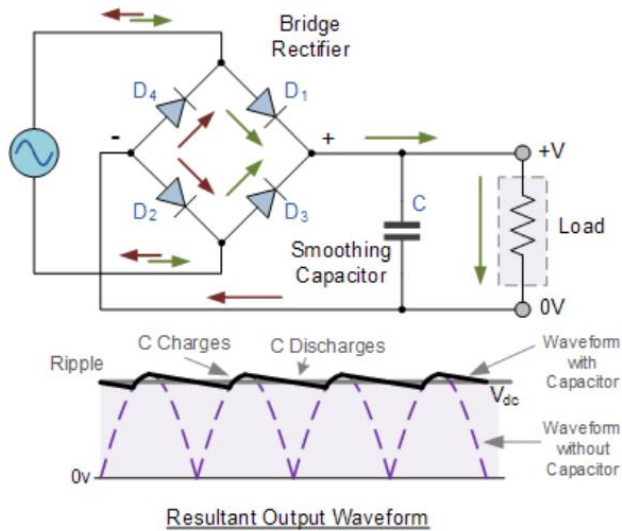 Bridge
Rectifier
D4
D1
-
+
+V
D2
D3
C
Smoothing
Capacitor
Load
0V
C Charges
C Discharges
Ripple
Waveform
with
Capacitor
Vdc
Waveform
without
Capacitor
0v
Resultant Output Waveform